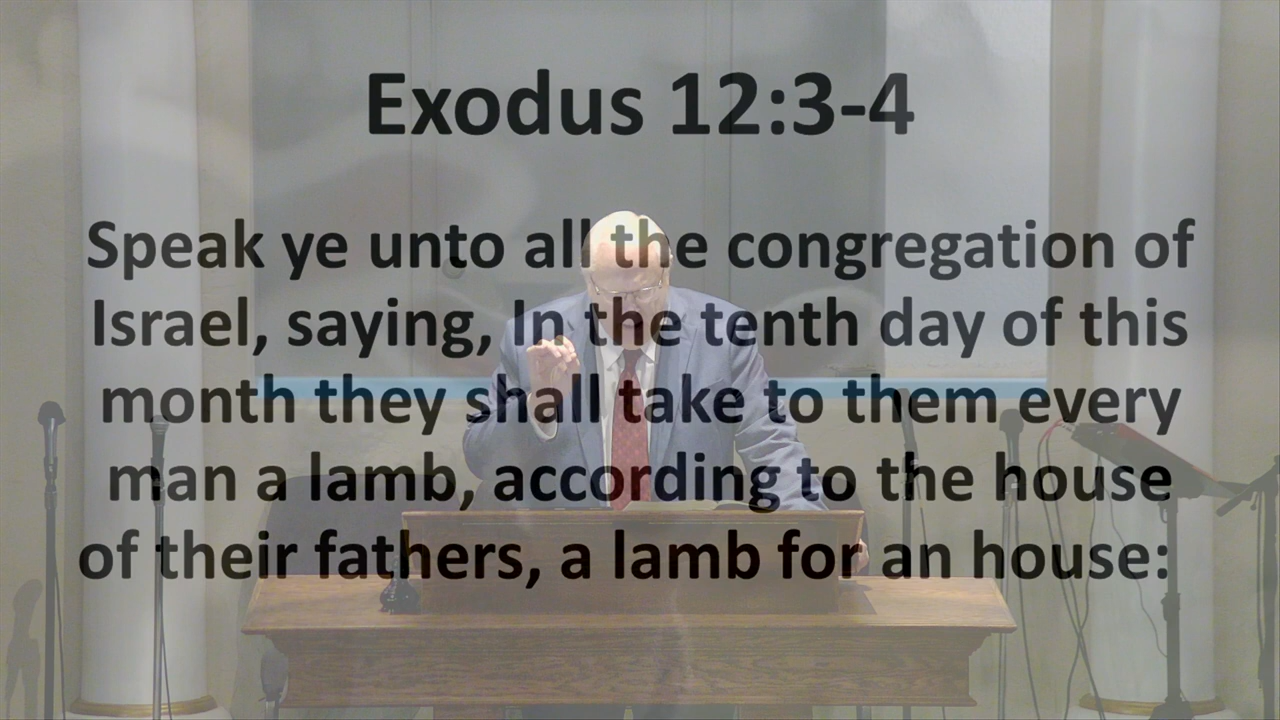 Exodus 12:3-4
Speak ye unto all the congregation of
Israel, saying, In the tenth day of this
month they shall take to them every
man a lamb, according to the house
of their fathers, a lamb for an house: